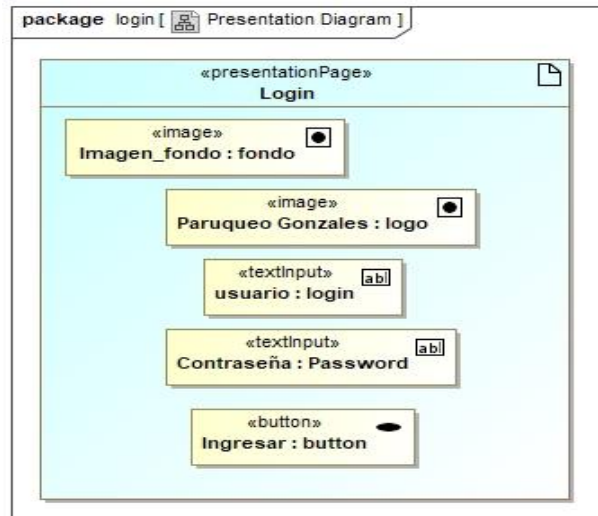 package login [ Presentation Diagram ]
«presentationPage»
Login
«image»
Imagen_fondo : fondo
«image»
Paruqueo Gonzales : logo
«textInput»
abl
usuario : login
«textInput»
abl
Contraseña : Password
«button»
Ingresar : button